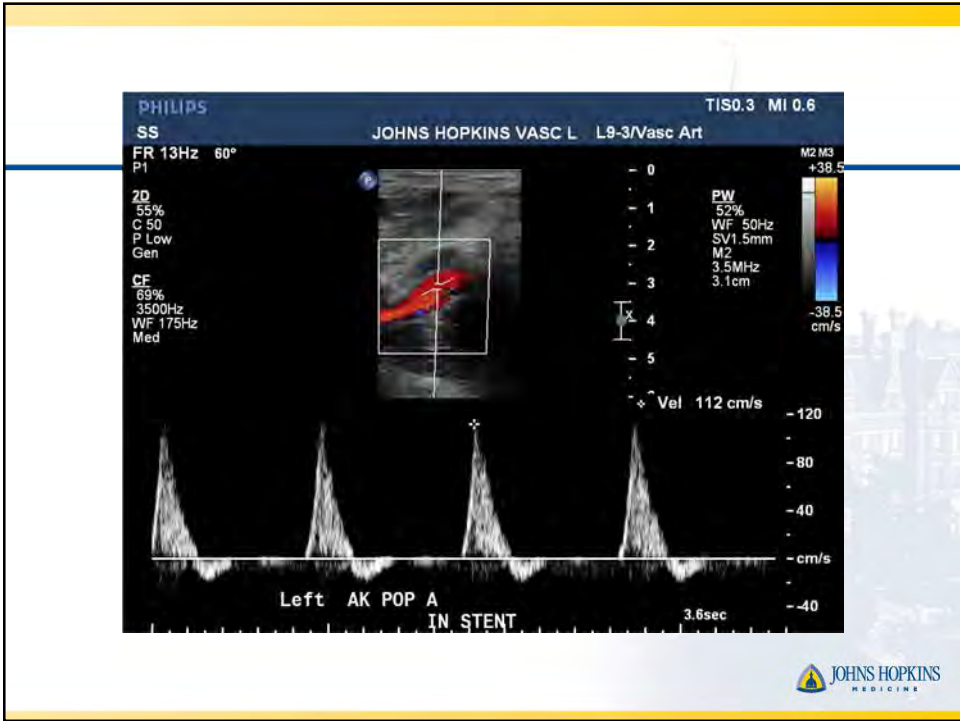 PHILIPS
TIS0.3 MI 0.6
SS
JOHNS HOPKINS VASC L L9-3/Vasc Art
FR 13Hz 60°
P1
2D
55%
C 50
P Low
Gen
CF
69%
3500Hz
WF 175Hz
Med
P
0
1
2
3
4
5
X
PW
52%
WF 50Hz
SV1.5mm
M2
3.5MHz
3.1cm
M2 M3
+38.5
-38.5
cm/s
Vel 112 cm/s
120
80
40
cm/s
-40
Left AK POP A
IN STENT
3.6sec
JOHNS HOPKINS
MEDICINE